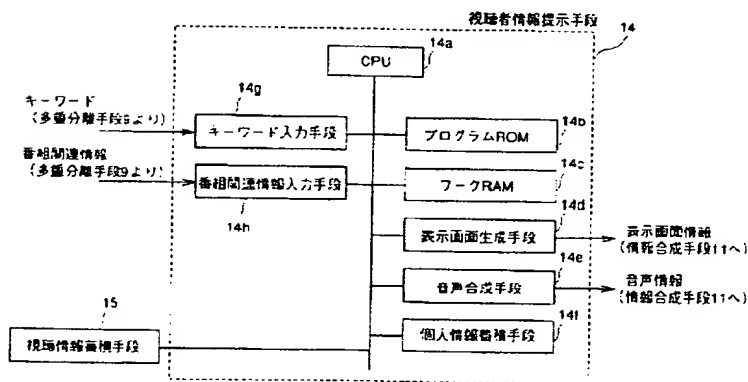 視聴者情報提示手段
14
CPU
14a
14g
キーワード
(多重分離手段9より)
キーワード入力手段
プログラムROM
14b
番組関連情報
(多重分離手段9より)
番組関連情報入力手段
14h
ワークRAM
14c
表示画面生成手段
14d
表示画面情報
(情報合成手段11へ)
音声合成手段
14e
音声情報
(情報合成手段11へ)
個人情報蓄積手段
14f
15
視聴情報蓄積手段